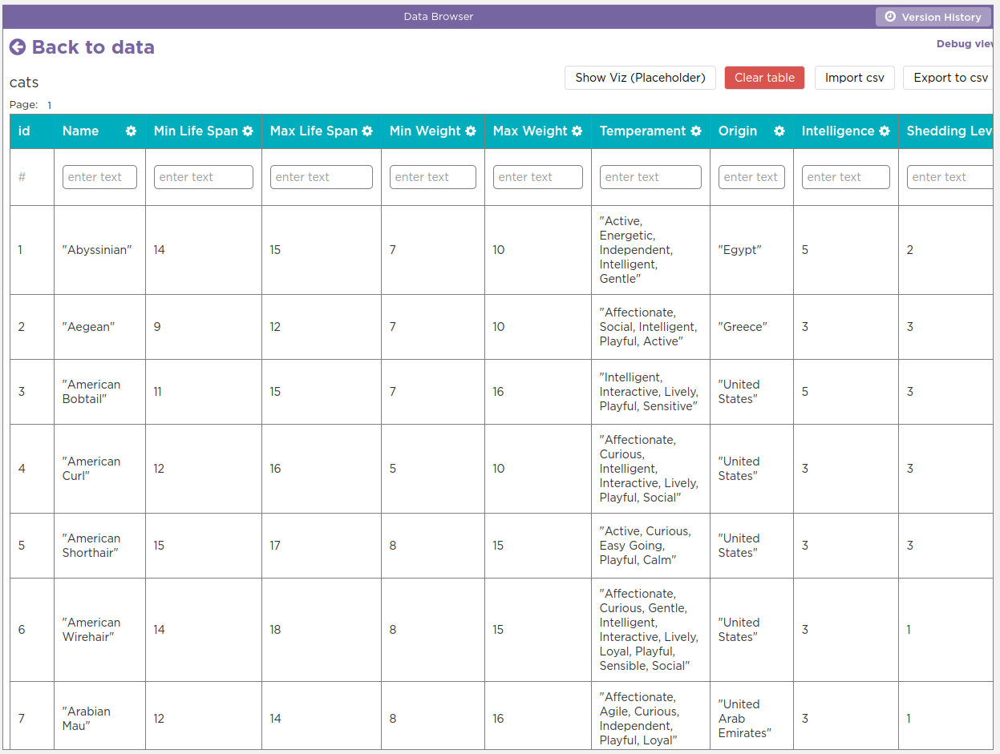 Data Browser
Version History
Back to data
Debug view
cats
Show Viz (Placeholder) Clear table Import csv Export to csv
Page: 1
id Name Min Life Span Max Life Span Min Weight Max Weight Temperament Origin Intelligence Shedding Lev
# enter text enter text enter text enter text enter text enter text enter text enter text enter text
1 "Abyssinian" 14 15 7 10 "Active, Energetic, Independent, Intelligent, Gentle" "Egypt" 5 2
2 "Aegean" 9 12 7 10 "Affectionate, Social, Intelligent, Playful, Active" "Greece" 3 3
3 "American Bobtail" 11 15 7 16 "Intelligent, Interactive, Lively, Playful, Sensitive" "United States" 5 3
4 "American Curl" 12 16 5 10 "Affectionate, Curious, Intelligent, Interactive, Lively, Playful, Social" "United States" 3 3
5 "American Shorthair" 15 17 8 15 "Active, Curious, Easy Going, Playful, Calm" "United States" 3 3
6 "American Wirehair" 14 18 8 15 "Affectionate, Curious, Gentle, Intelligent, Interactive, Lively, Loyal, Playful, Sensible, Social" "United States" 3 1
7 "Arabian Mau" 12 14 8 16 "Affectionate, Agile, Curious, Independent, Playful, Loyal" "United Arab Emirates" 3 1